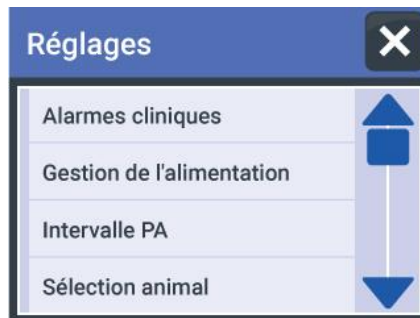 Réglages
Alarmes cliniques
Gestion de l'alimentation
Intervalle PA
Sélection animal